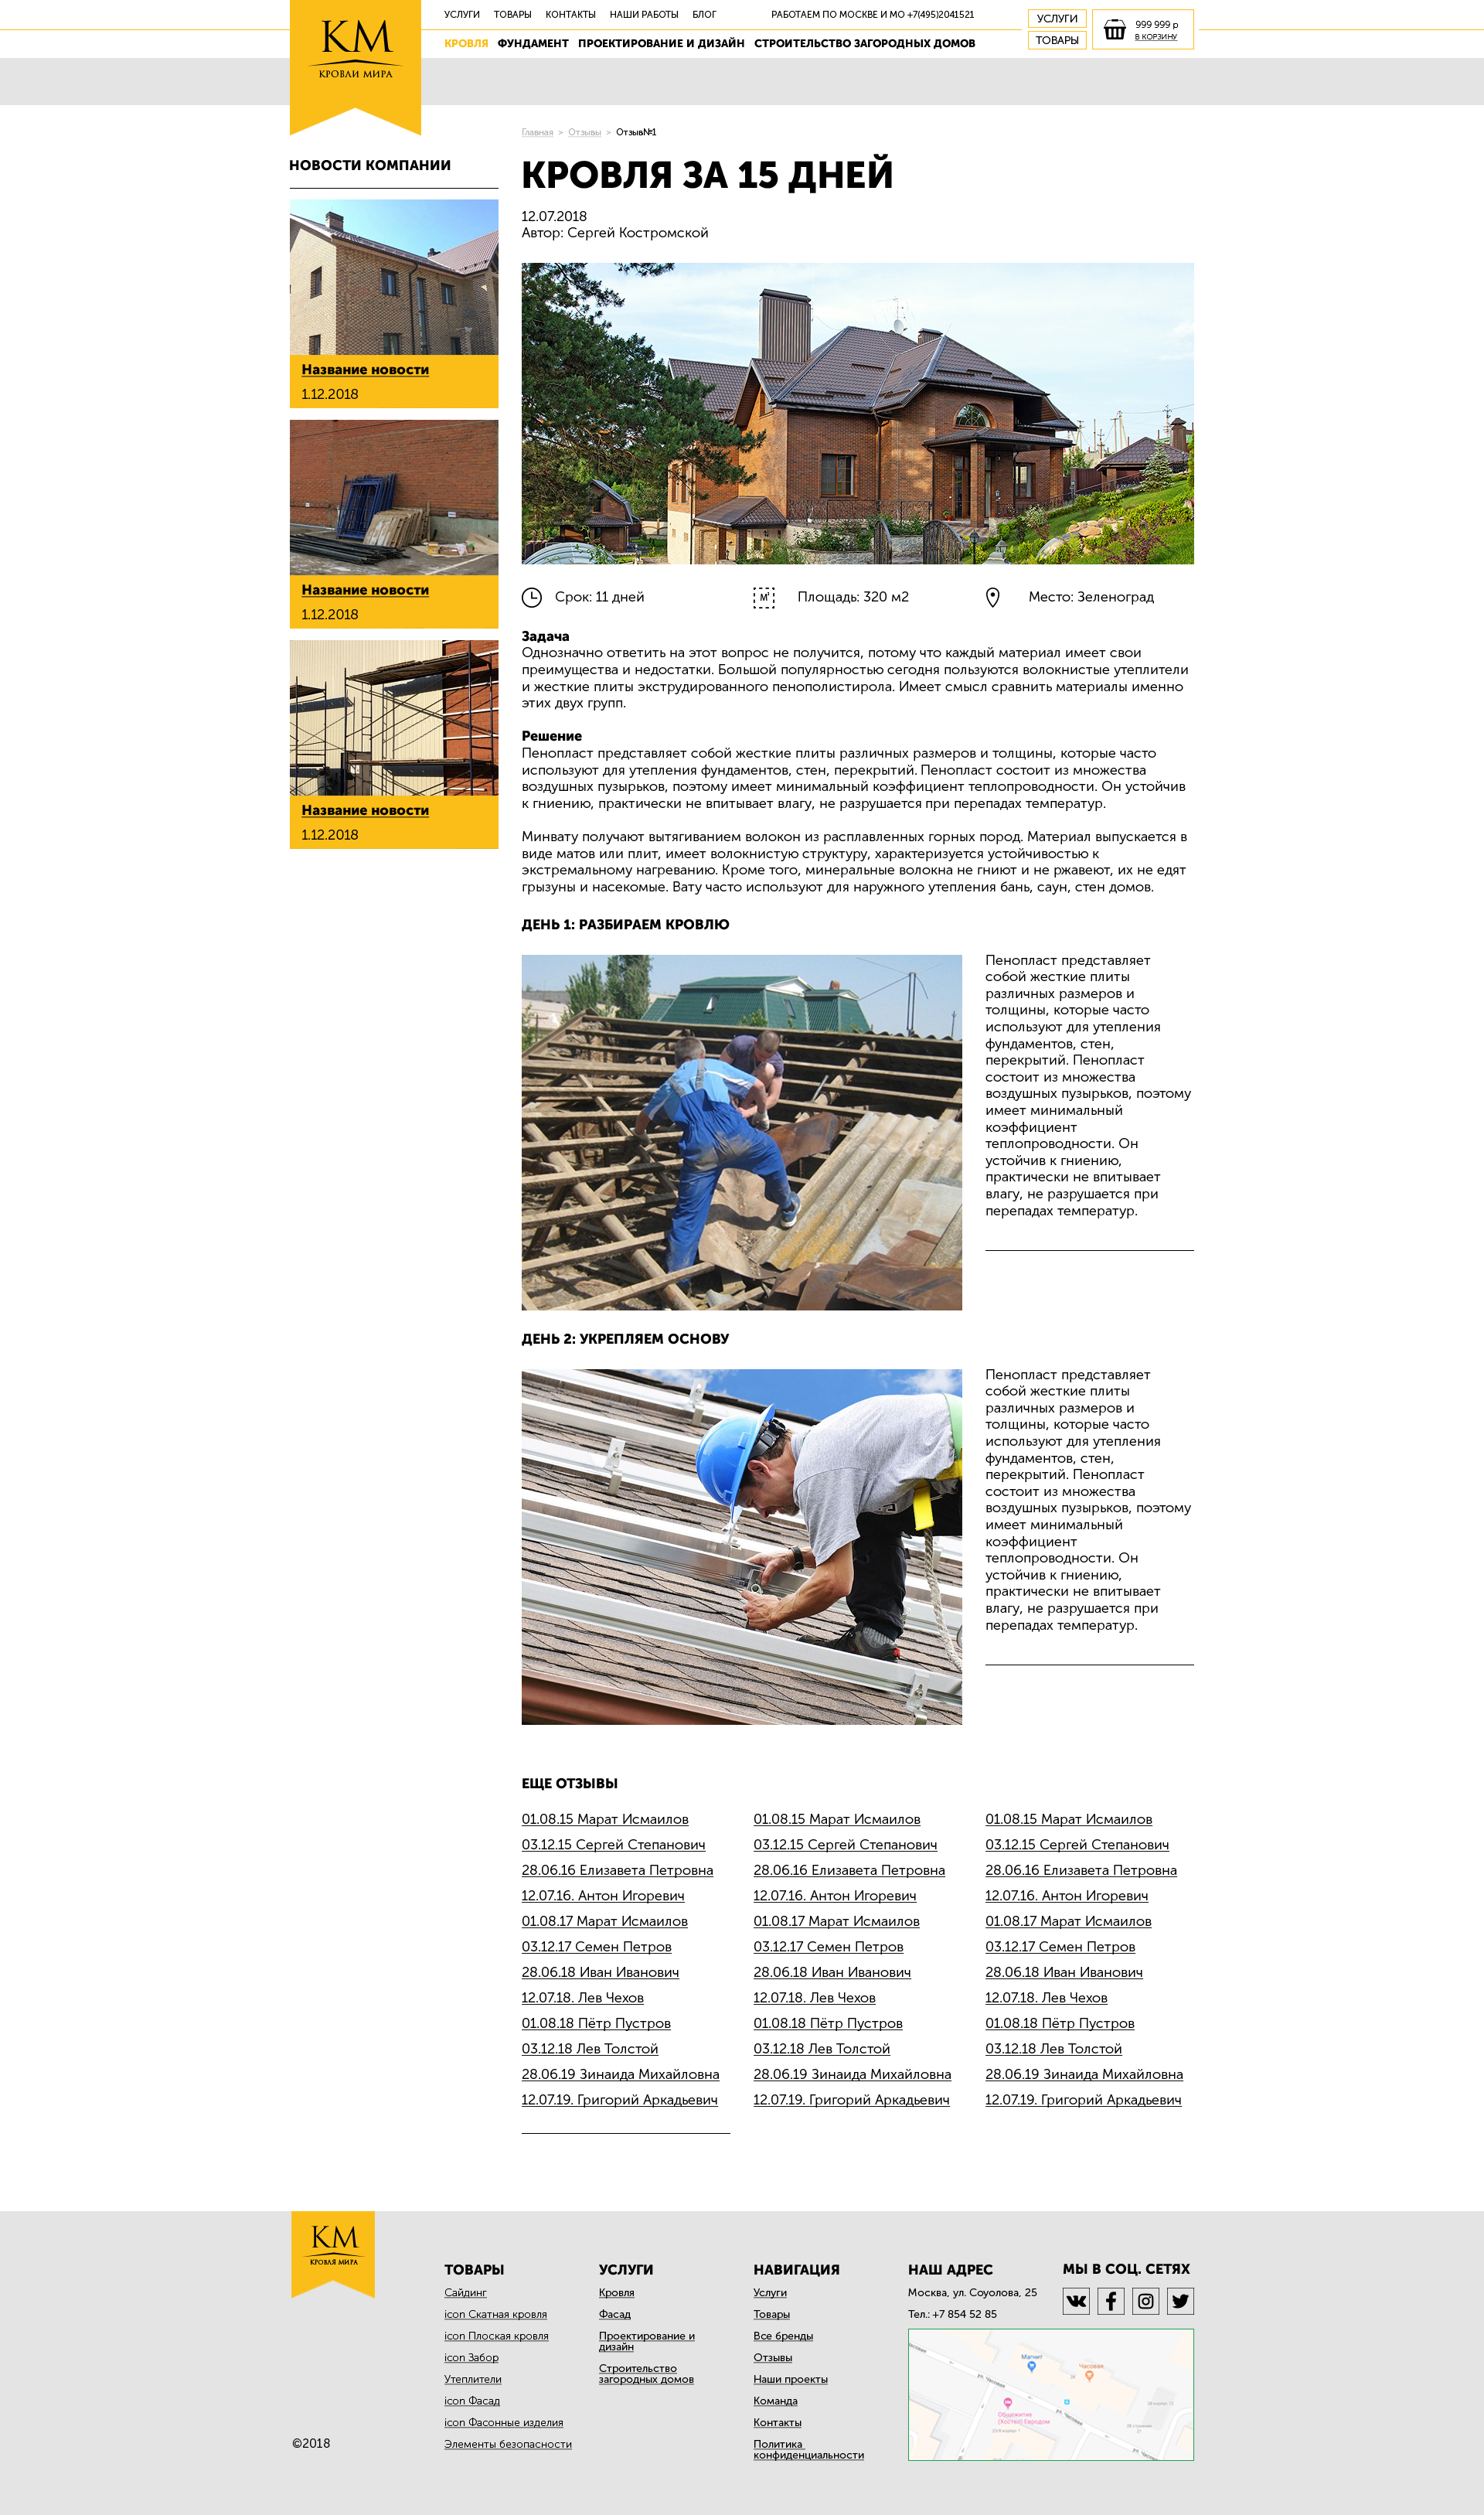 КМ
КРОВЛИ МИРА
УСЛУГИ ТОВАРЫ КОНТАКТЫ НАШИ РАБОТЫ БЛОГ РАБОТАЕМ ПО МОСКВЕ И МО +7(495)2041521
КРОВЛЯ ФУНДАМЕНТ ПРОЕКТИРОВАНИЕ И ДИЗАЙН СТРОИТЕЛЬСТВО ЗАГОРОДНЫХ ДОМОВ
УСЛУГИ
ТОВАРЫ
999 999 р
В КОРЗИНУ
НОВОСТИ КОМПАНИИ
Название новости
1.12.2018
Название новости
1.12.2018
Название новости
1.12.2018
Главная > Отзывы > Отзыв№1
КРОВЛЯ ЗА 15 ДНЕЙ
12.07.2018
Автор: Сергей Костромской
Срок: 11 дней
М² Площадь: 320 м2
Место: Зеленоград
Задача
Однозначно ответить на этот вопрос не получится, потому что каждый материал имеет свои
преимущества и недостатки. Большой популярностью сегодня пользуются волокнистые утеплители
и жесткие плиты экструдированного пенополистирола. Имеет смысл сравнить материалы именно
этих двух групп.
Решение
Пенопласт представляет собой жесткие плиты различных размеров и толщины, которые часто
используют для утепления фундаментов, стен, перекрытий. Пенопласт состоит из множества
воздушных пузырьков, поэтому имеет минимальный коэффициент теплопроводности. Он устойчив
к гниению, практически не впитывает влагу, не разрушается при перепадах температур.
Минвату получают вытягиванием волокон из расплавленных горных пород. Материал выпускается в
виде матов или плит, имеет волокнистую структуру, характеризуется устойчивостью к
экстремальному нагреванию. Кроме того, минеральные волокна не гниют и не ржавеют, их не едят
грызуны и насекомые. Вату часто используют для наружного утепления бань, саун, стен домов.
ДЕНЬ 1: РАЗБИРАЕМ КРОВЛЮ
Пенопласт представляет
собой жесткие плиты
различных размеров и
толщины, которые часто
используют для утепления
фундаментов, стен,
перекрытий. Пенопласт
состоит из множества
воздушных пузырьков, поэтому
имеет минимальный
коэффициент
теплопроводности. Он
устойчив к гниению,
практически не впитывает
влагу, не разрушается при
перепадах температур.
ДЕНЬ 2: УКРЕПЛЯЕМ ОСНОВУ
Пенопласт представляет
собой жесткие плиты
различных размеров и
толщины, которые часто
используют для утепления
фундаментов, стен,
перекрытий. Пенопласт
состоит из множества
воздушных пузырьков, поэтому
имеет минимальный
коэффициент
теплопроводности. Он
устойчив к гниению,
практически не впитывает
влагу, не разрушается при
перепадах температур.
ЕЩЕ ОТЗЫВЫ
01.08.15 Марат Исмаилов
03.12.15 Сергей Степанович
28.06.16 Елизавета Петровна
12.07.16. Антон Игоревич
01.08.17 Марат Исмаилов
03.12.17 Семен Петров
28.06.18 Иван Иванович
12.07.18. Лев Чехов
01.08.18 Пётр Пустров
03.12.18 Лев Толстой
28.06.19 Зинаида Михайловна
12.07.19. Григорий Аркадьевич
01.08.15 Марат Исмаилов
03.12.15 Сергей Степанович
28.06.16 Елизавета Петровна
12.07.16. Антон Игоревич
01.08.17 Марат Исмаилов
03.12.17 Семен Петров
28.06.18 Иван Иванович
12.07.18. Лев Чехов
01.08.18 Пётр Пустров
03.12.18 Лев Толстой
28.06.19 Зинаида Михайловна
12.07.19. Григорий Аркадьевич
01.08.15 Марат Исмаилов
03.12.15 Сергей Степанович
28.06.16 Елизавета Петровна
12.07.16. Антон Игоревич
01.08.17 Марат Исмаилов
03.12.17 Семен Петров
28.06.18 Иван Иванович
12.07.18. Лев Чехов
01.08.18 Пётр Пустров
03.12.18 Лев Толстой
28.06.19 Зинаида Михайловна
12.07.19. Григорий Аркадьевич
КМ
КРОВЛЯ МИРА
©2018
ТОВАРЫ
Сайдинг
icon Скатная кровля
icon Плоская кровля
icon Забор
Утеплители
icon Фасад
icon Фасонные изделия
Элементы безопасности
УСЛУГИ
Кровля
Фасад
Проектирование и
дизайн
Строительство
загородных домов
НАВИГАЦИЯ
Услуги
Товары
Все бренды
Отзывы
Наши проекты
Команда
Контакты
Политика
конфиденциальности
НАШ АДРЕС
Москва, ул. Соуолова, 25
Тел.: +7 854 52 85
МЫ В СОЦ. СЕТЯХ
Магнит
Часовая
ул. Часовая
Общежитие
(Хостел) Евродом
ул. Часовая